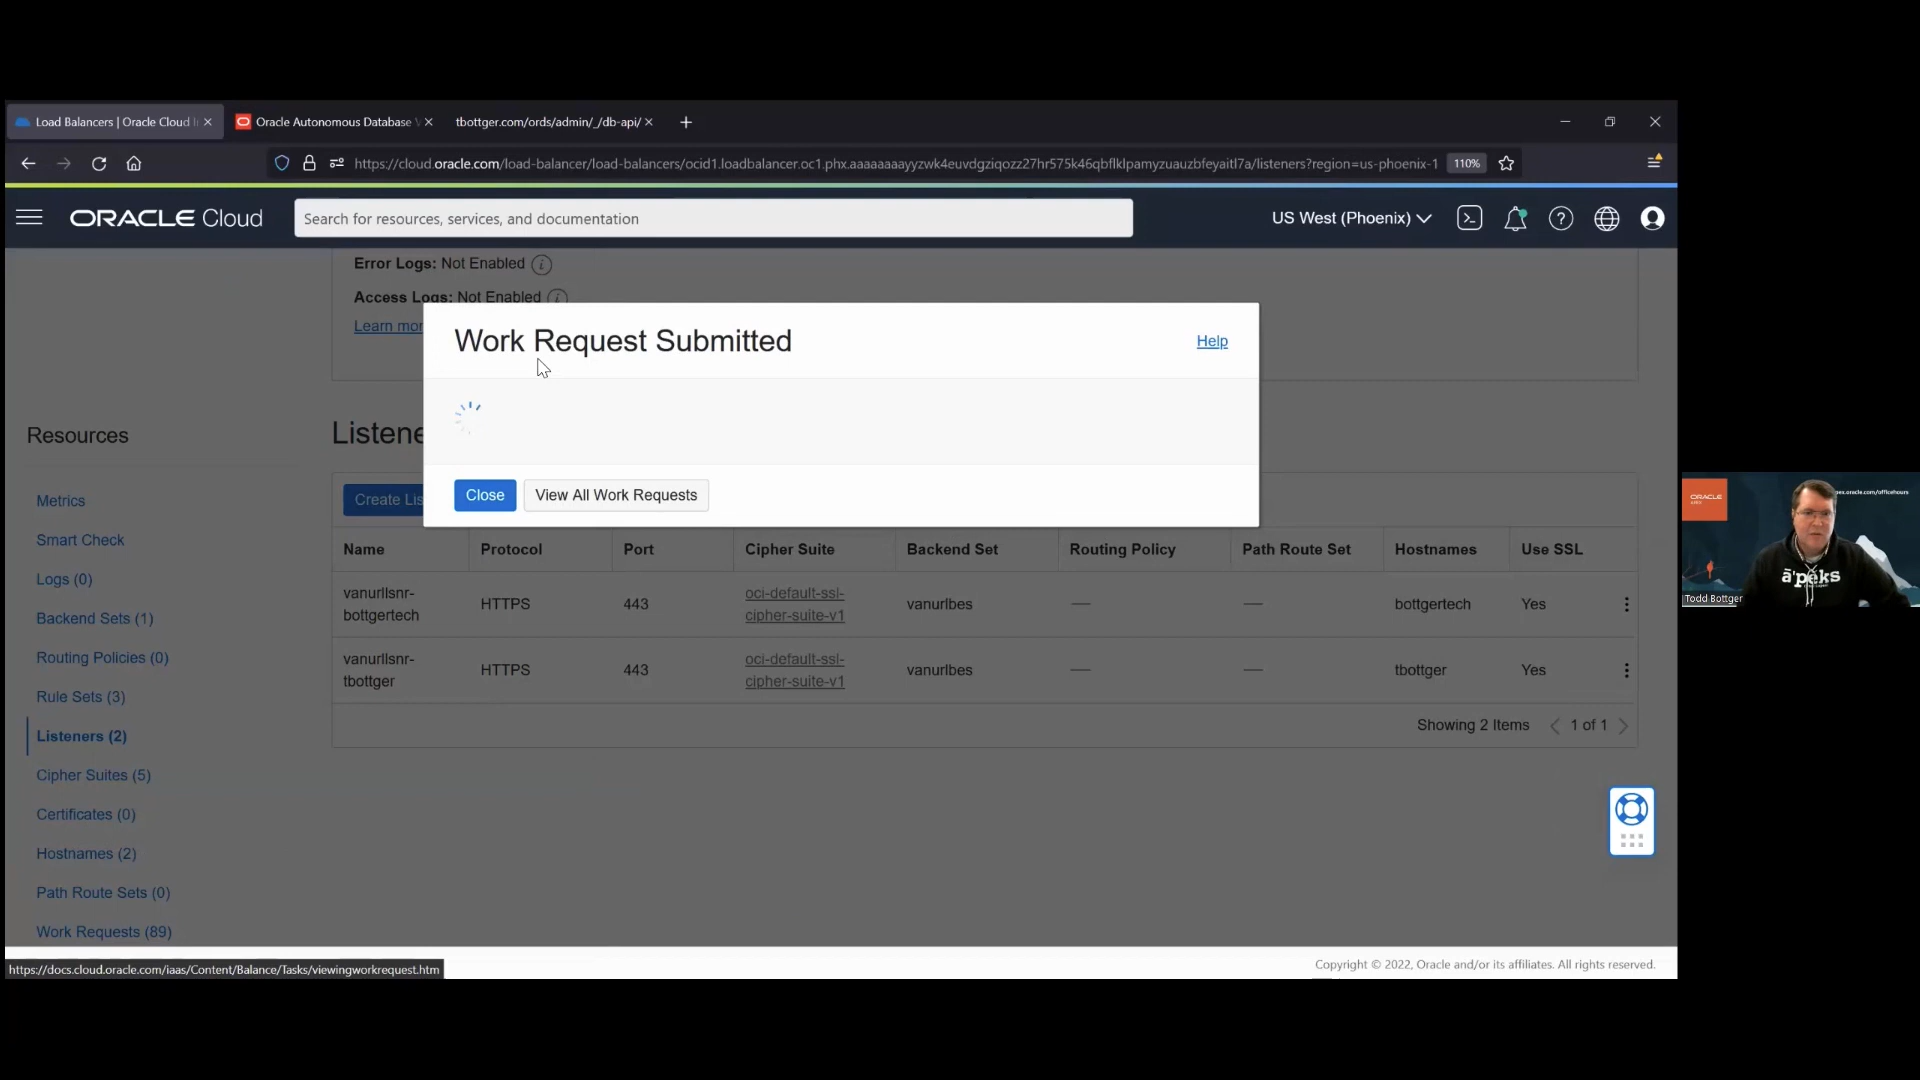 Load Balancers | Oracle Cloud I
Oracle Autonomous Database
tbottger.com/ords/admin/_/db-api/
https://cloud.oracle.com/load-balancer/load-balancers/ocid1.loadbalancer.oc1.phx.aaaaaaaayyzwk4euvdgziqozz27hr575k46qbflklpamyzuauzbfeyaitl7a/listeners?region=us-phoenix-1
110%
ORACLE Cloud
Search for resources, services, and documentation
US West (Phoenix)
Error Logs: Not Enabled
Access Logs: Not Enabled
Learn mor
Work Request Submitted
Help
Close
View All Work Requests
Resources
Metrics
Smart Check
Logs (0)
Backend Sets (1)
Routing Policies (0)
Rule Sets (3)
Listeners (2)
Cipher Suites (5)
Certificates (0)
Hostnames (2)
Path Route Sets (0)
Work Requests (89)
Listene
Create Lis
Name Protocol Port Cipher Suite Backend Set Routing Policy Path Route Set Hostnames Use SSL
vanurllsnr-bottgertech HTTPS 443 oci-default-ssl-cipher-suite-v1 vanurlbes — — bottgertech Yes
vanurllsnr-tbottger HTTPS 443 oci-default-ssl-cipher-suite-v1 vanurlbes — — tbottger Yes
Showing 2 Items 1 of 1
https://docs.cloud.oracle.com/iaas/Content/Balance/Tasks/viewingworkrequest.htm
Copyright © 2022, Oracle and/or its affiliates. All rights reserved.
ORACLE
pex.oracle.com/officehours
ā'pěks
Todd Bottger